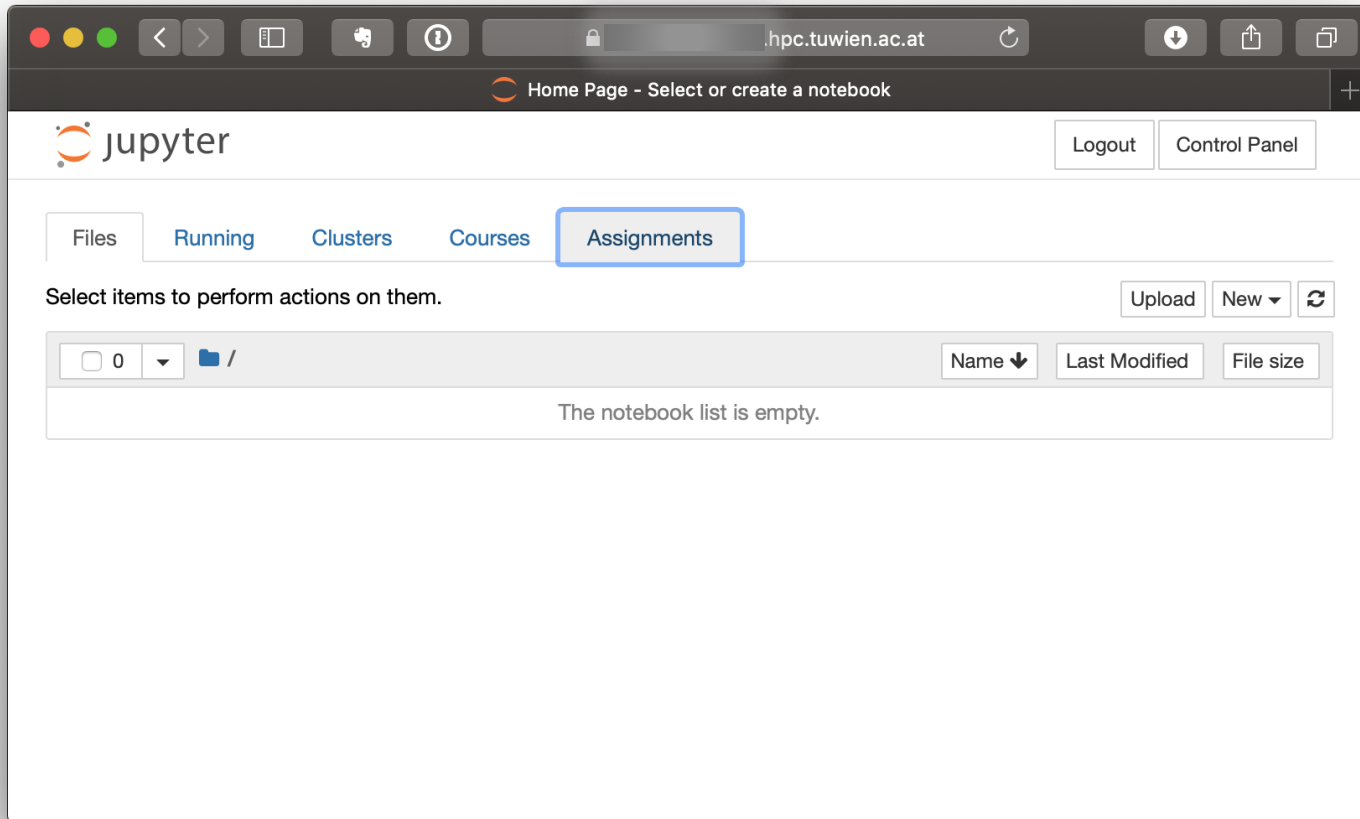 .hpc.tuwien.ac.at
Home Page - Select or create a notebook
jupyter
Logout Control Panel
Files Running Clusters Courses Assignments
Select items to perform actions on them.
Upload New
0 / Name Last Modified File size
The notebook list is empty.